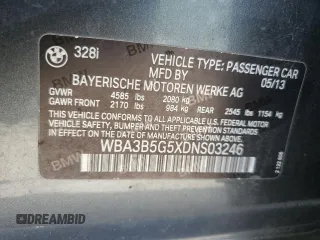 328i
VEHICLE TYPE: PASSENGER CAR
MFD BY
05/13
BAYERISCHE MOTOREN WERKE AG
GVWR 4585 lbs 2080 kg
GAWR FRONT 2170 lbs 984 kg GAWR REAR 2545 lbs 1154 kg
THIS VEHICLE CONFORMS TO ALL APPLICABLE
U.S. FEDERAL MOTOR VEHICLE SAFETY, BUMPER
AND THEFT PREVENTION STANDARDS IN EFFECT ON
THE DATE OF MANUFACTURE SHOWN ABOVE
WBA3B5G5XDNS03246
DREAMBID